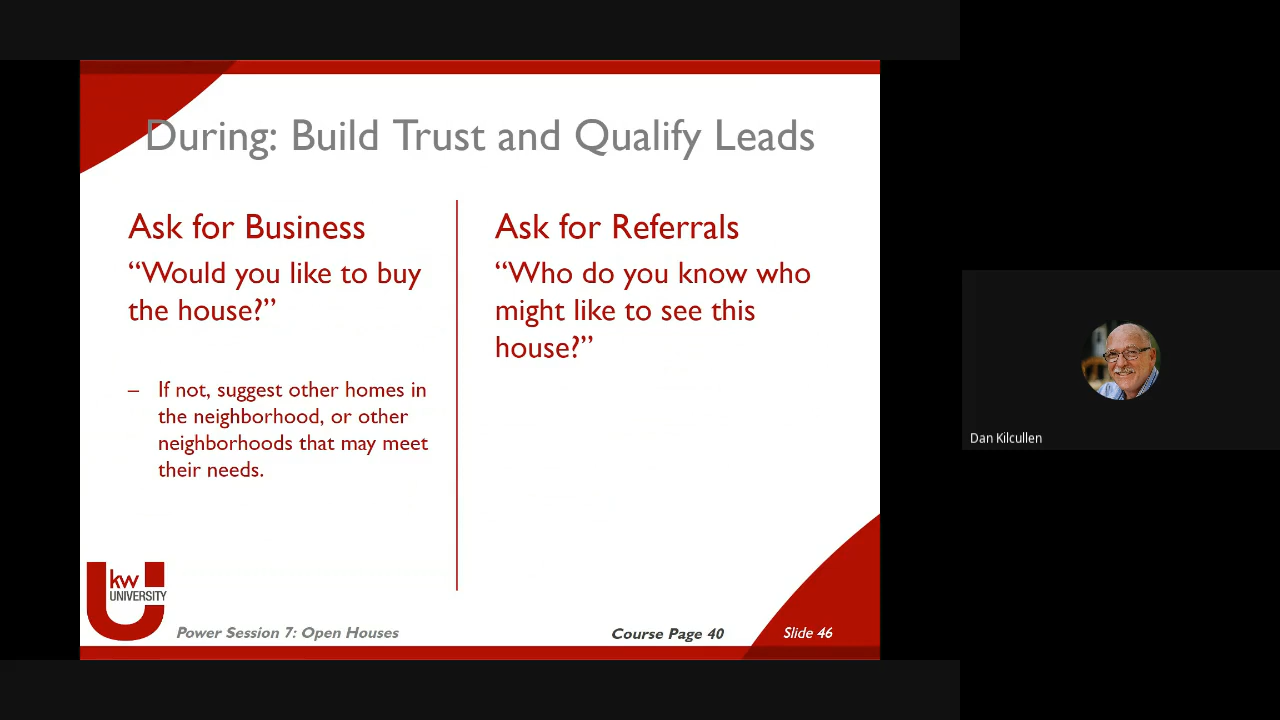 During: Build Trust and Qualify Leads
Ask for Business
“Would you like to buy
the house?”
– If not, suggest other homes in
the neighborhood, or other
neighborhoods that may meet
their needs.
Ask for Referrals
“Who do you know who
might like to see this
house?”
kw
UNIVERSITY
Power Session 7: Open Houses
Course Page 40
Slide 46
Dan Kilcullen